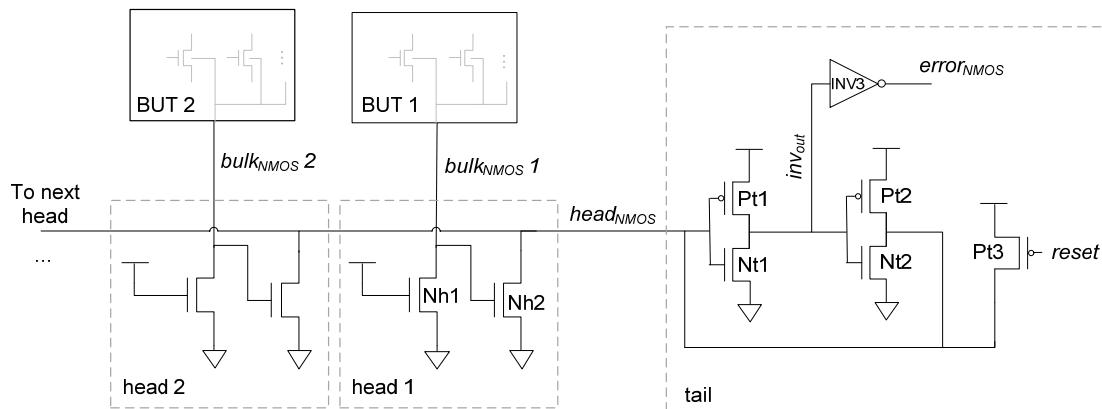 BUT 2
BUT 1
INV3
error_NMOS
bulk_NMOS 2
bulk_NMOS 1
inv_out
To next
head
...
head_NMOS
Pt1
Pt2
Nt1
Nt2
Pt3
reset
Nh1
Nh2
head 2
head 1
tail